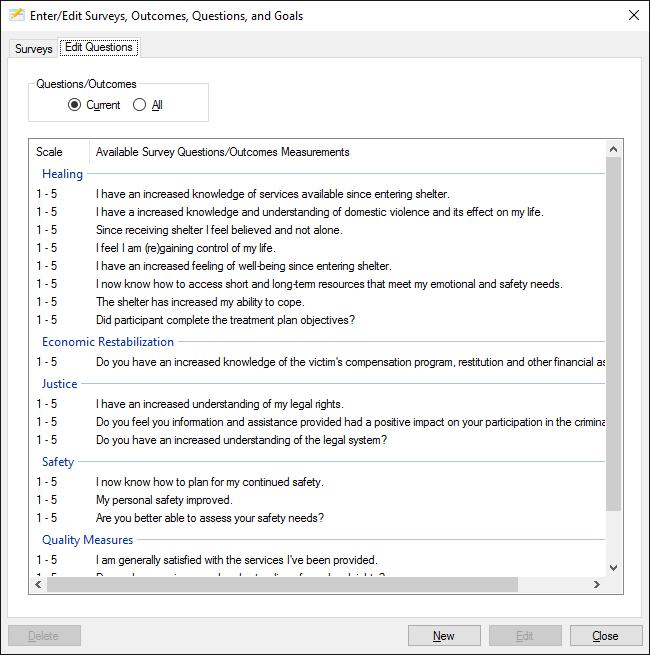 Enter/Edit Surveys, Outcomes, Questions, and Goals
Surveys Edit Questions
Questions/Outcomes
Current All
Scale Available Survey Questions/Outcomes Measurements
Healing
1 - 5 I have an increased knowledge of services available since entering shelter.
1 - 5 I have a increased knowledge and understanding of domestic violence and its effect on my life.
1 - 5 Since receiving shelter I feel believed and not alone.
1 - 5 I feel I am (re)gaining control of my life.
1 - 5 I have an increased feeling of well-being since entering shelter.
1 - 5 I now know how to access short and long-term resources that meet my emotional and safety needs.
1 - 5 The shelter has increased my ability to cope.
1 - 5 Did participant complete the treatment plan objectives?
Economic Restabilization
1 - 5 Do you have an increased knowledge of the victim's compensation program, restitution and other financial as
Justice
1 - 5 I have an increased understanding of my legal rights.
1 - 5 Do you feel you information and assistance provided had a positive impact on your participation in the crimina
1 - 5 Do you have an increased understanding of the legal system?
Safety
1 - 5 I now know how to plan for my continued safety.
1 - 5 My personal safety improved.
1 - 5 Are you better able to assess your safety needs?
Quality Measures
1 - 5 I am generally satisfied with the services I've been provided.
Delete New Edit Close